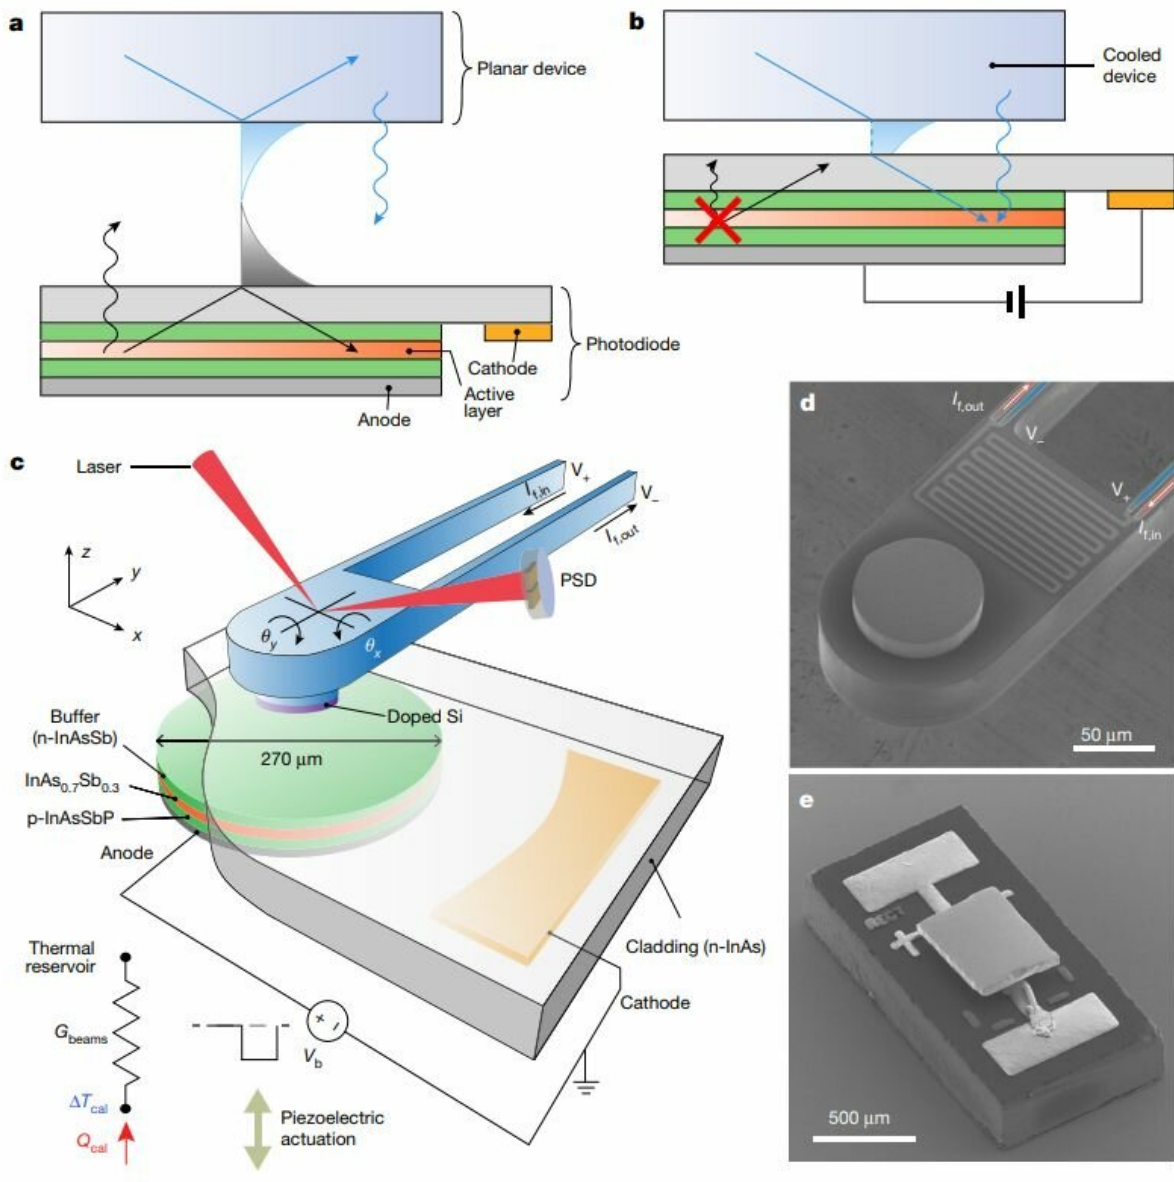 a
Planar device
Photodiode
Cathode
Active
layer
Anode
b
Cooled
device
c
Laser
z
y
x
V+
If,in
V−
If,out
PSD
θy
θx
Doped Si
Buffer
(n-InAsSb)
270 μm
InAs0.7Sb0.3
p-InAsSbP
Anode
Cladding (n-InAs)
Cathode
Thermal
reservoir
Gbeams
ΔTcal
Qcal
+ −
Vb
Piezoelectric
actuation
d
If,out
V−
V+
If,in
50 μm
e
RECT
500 μm